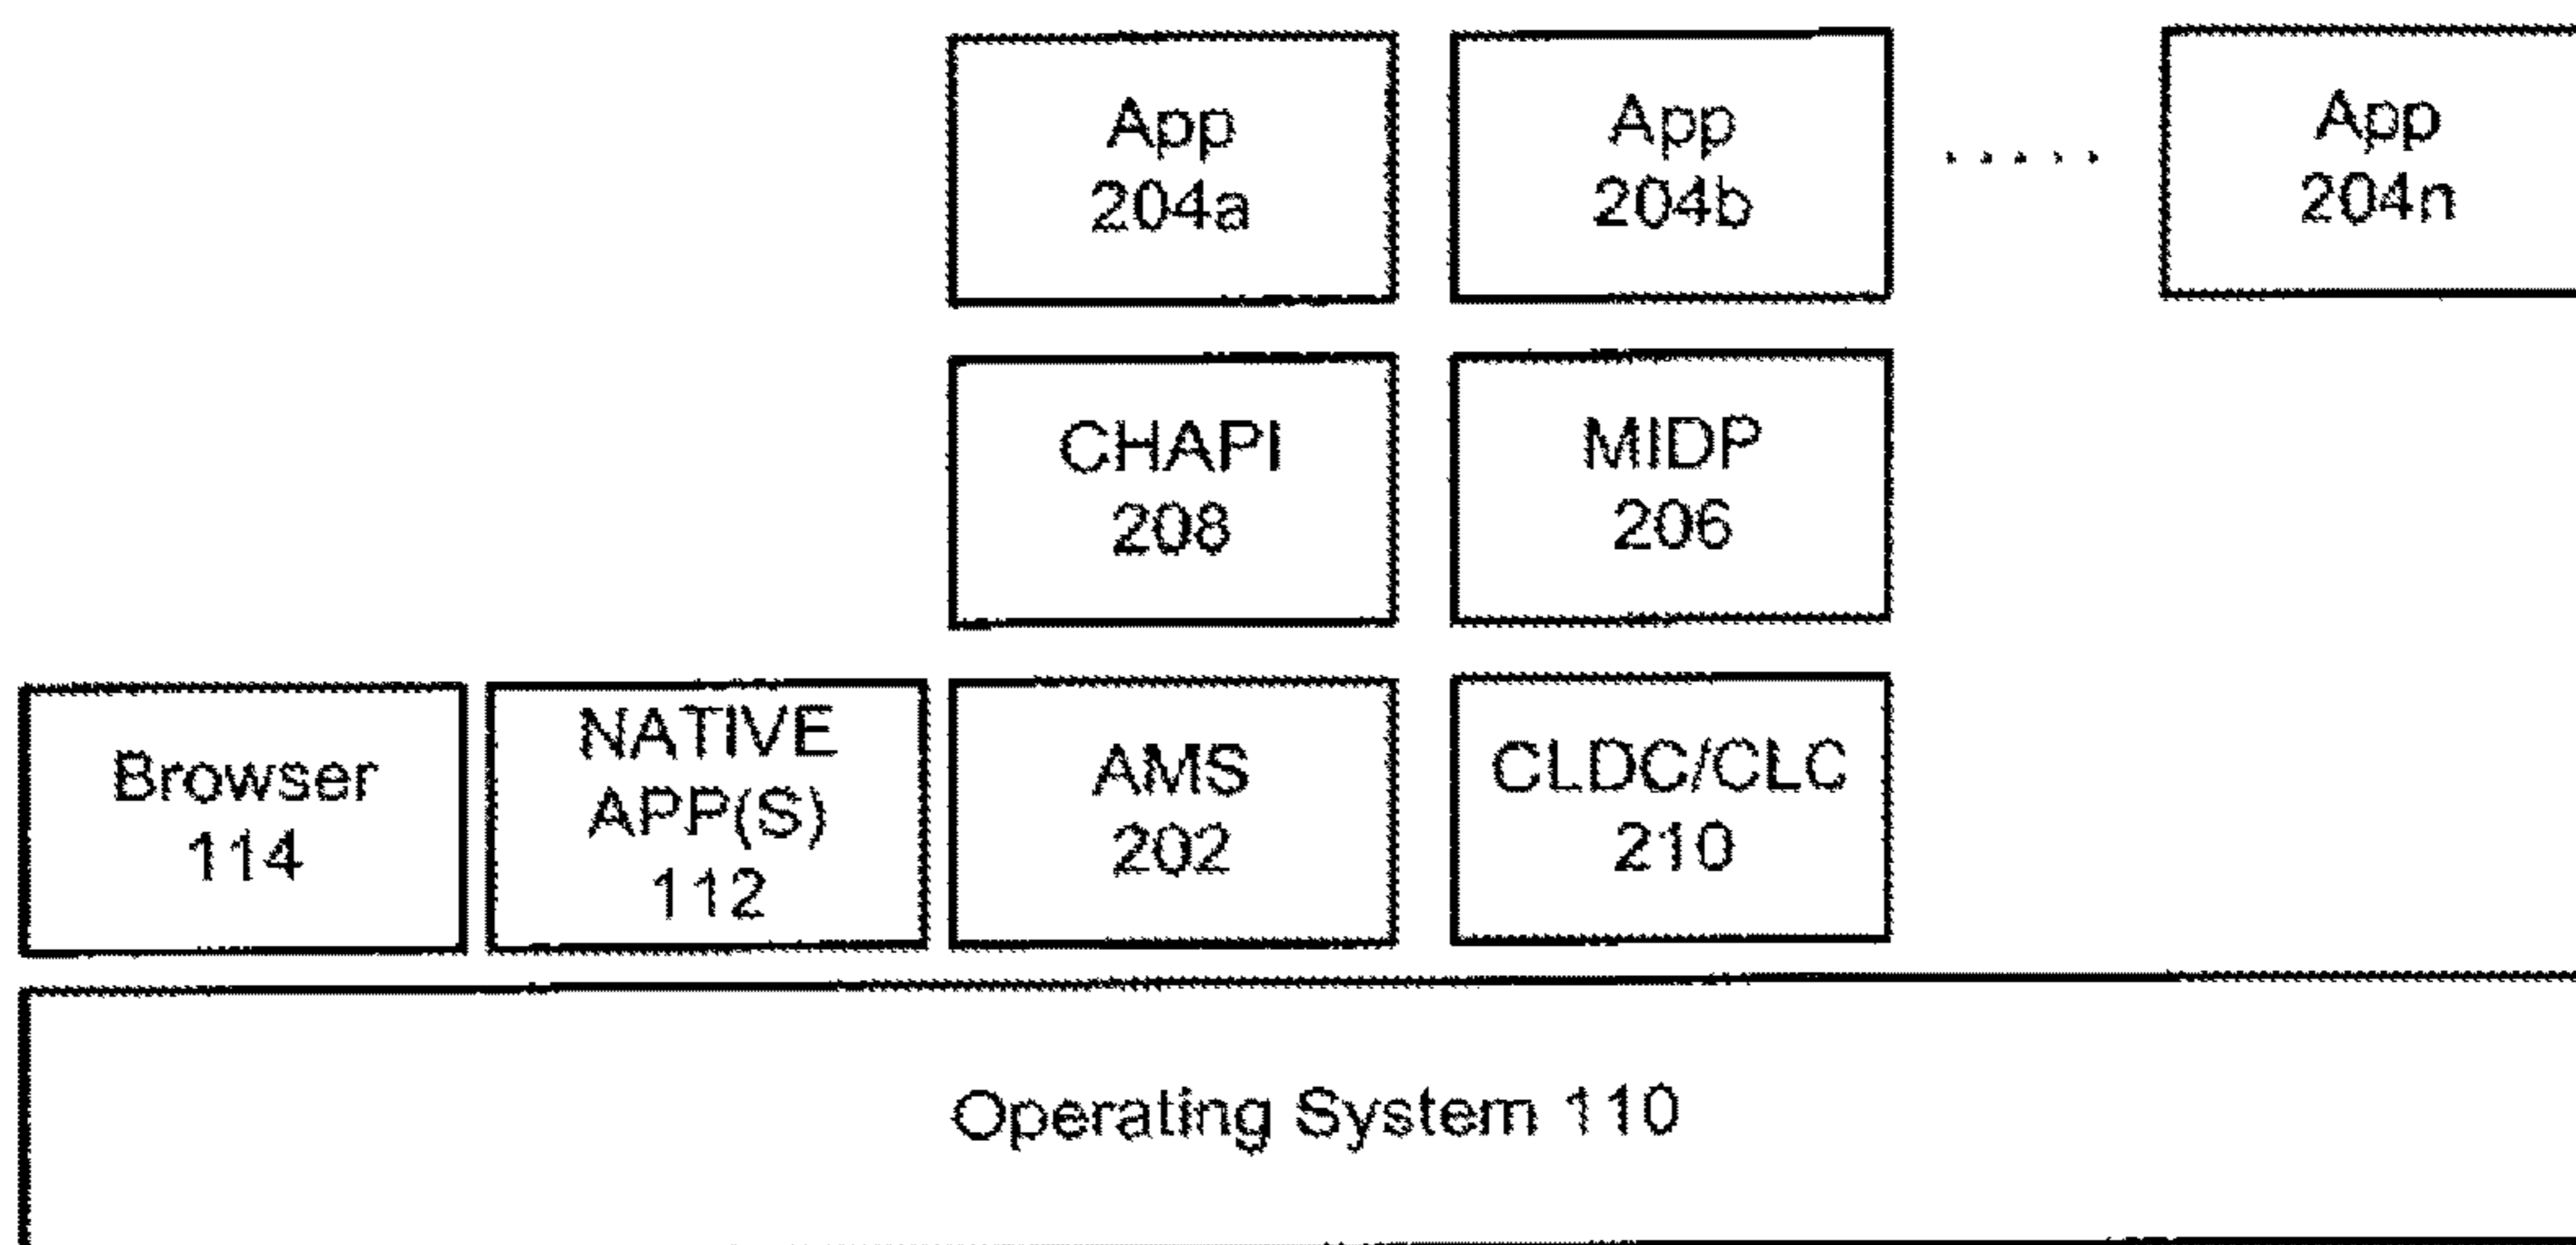 App
204a
App
204b
.....
App
204n
CHAPI
208
MIDP
206
Browser
114
NATIVE
APP(S)
112
AMS
202
CLDC/CLC
210
Operating System 110